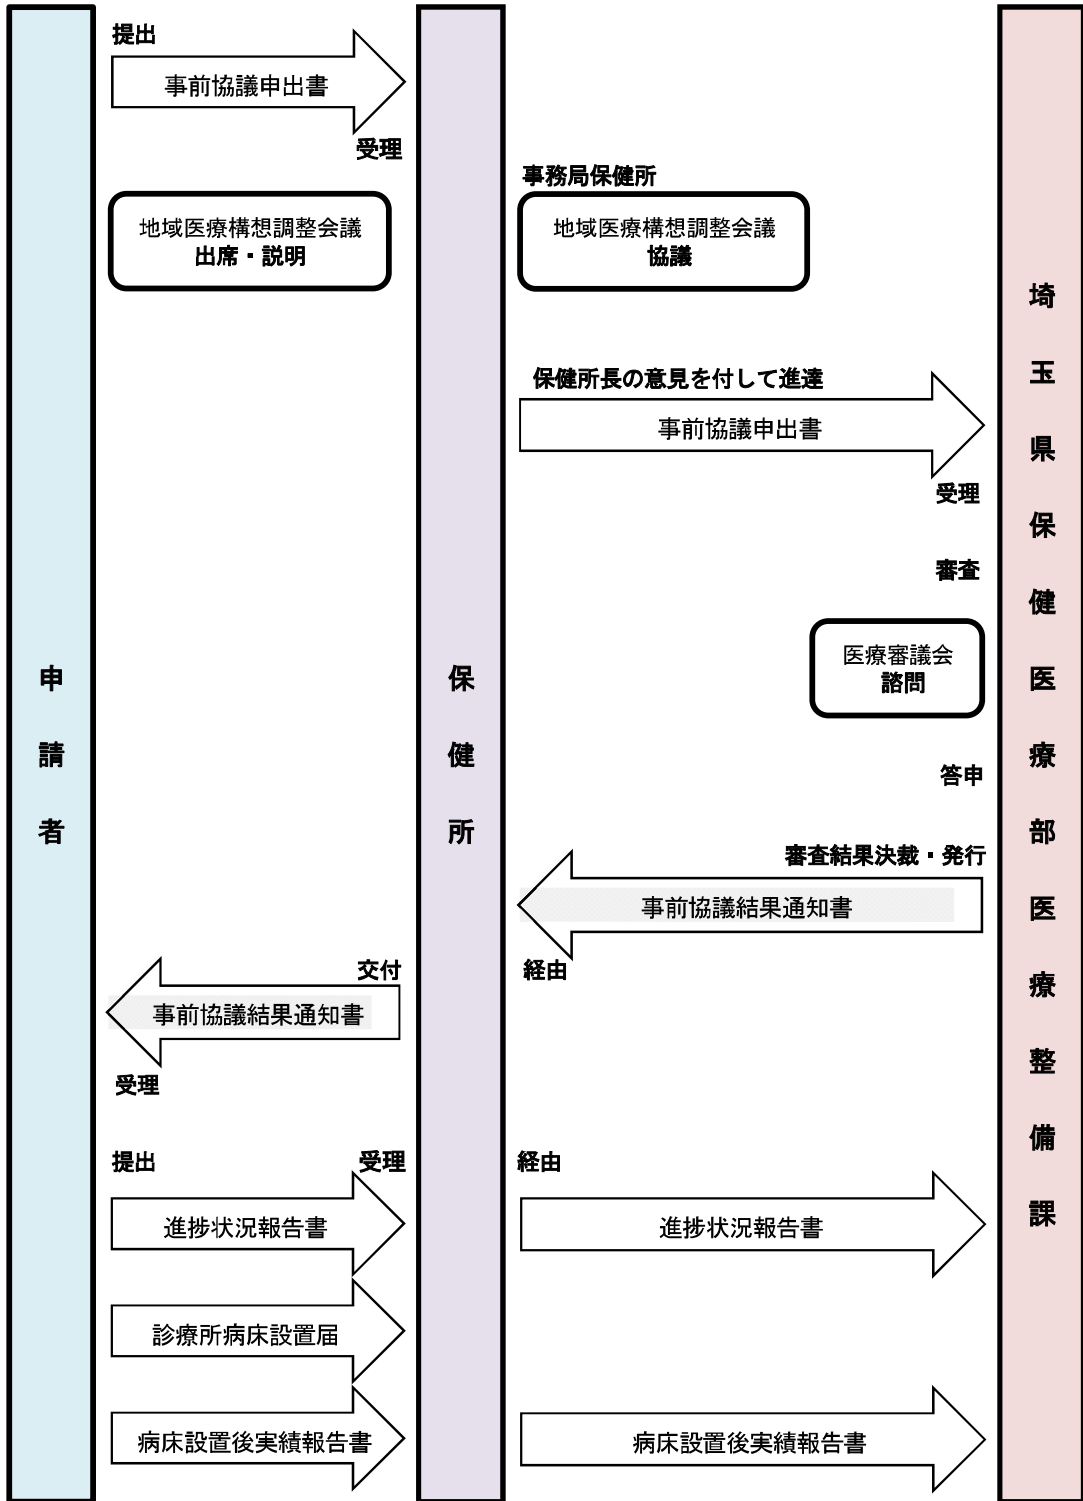 提出
事前協議申出書
受理
事務局保健所
地域医療構想調整会議
出席・説明
地域医療構想調整会議
協議
保健所長の意見を付して進達
事前協議申出書
受理
審査
医療審議会
諮問
答申
審査結果決裁・発行
事前協議結果通知書
経由
交付
事前協議結果通知書
受理
提出
受理
経由
進捗状況報告書
進捗状況報告書
診療所病床設置届
病床設置後実績報告書
病床設置後実績報告書
申請者
保健所
埼玉県保健医療部医療整備課